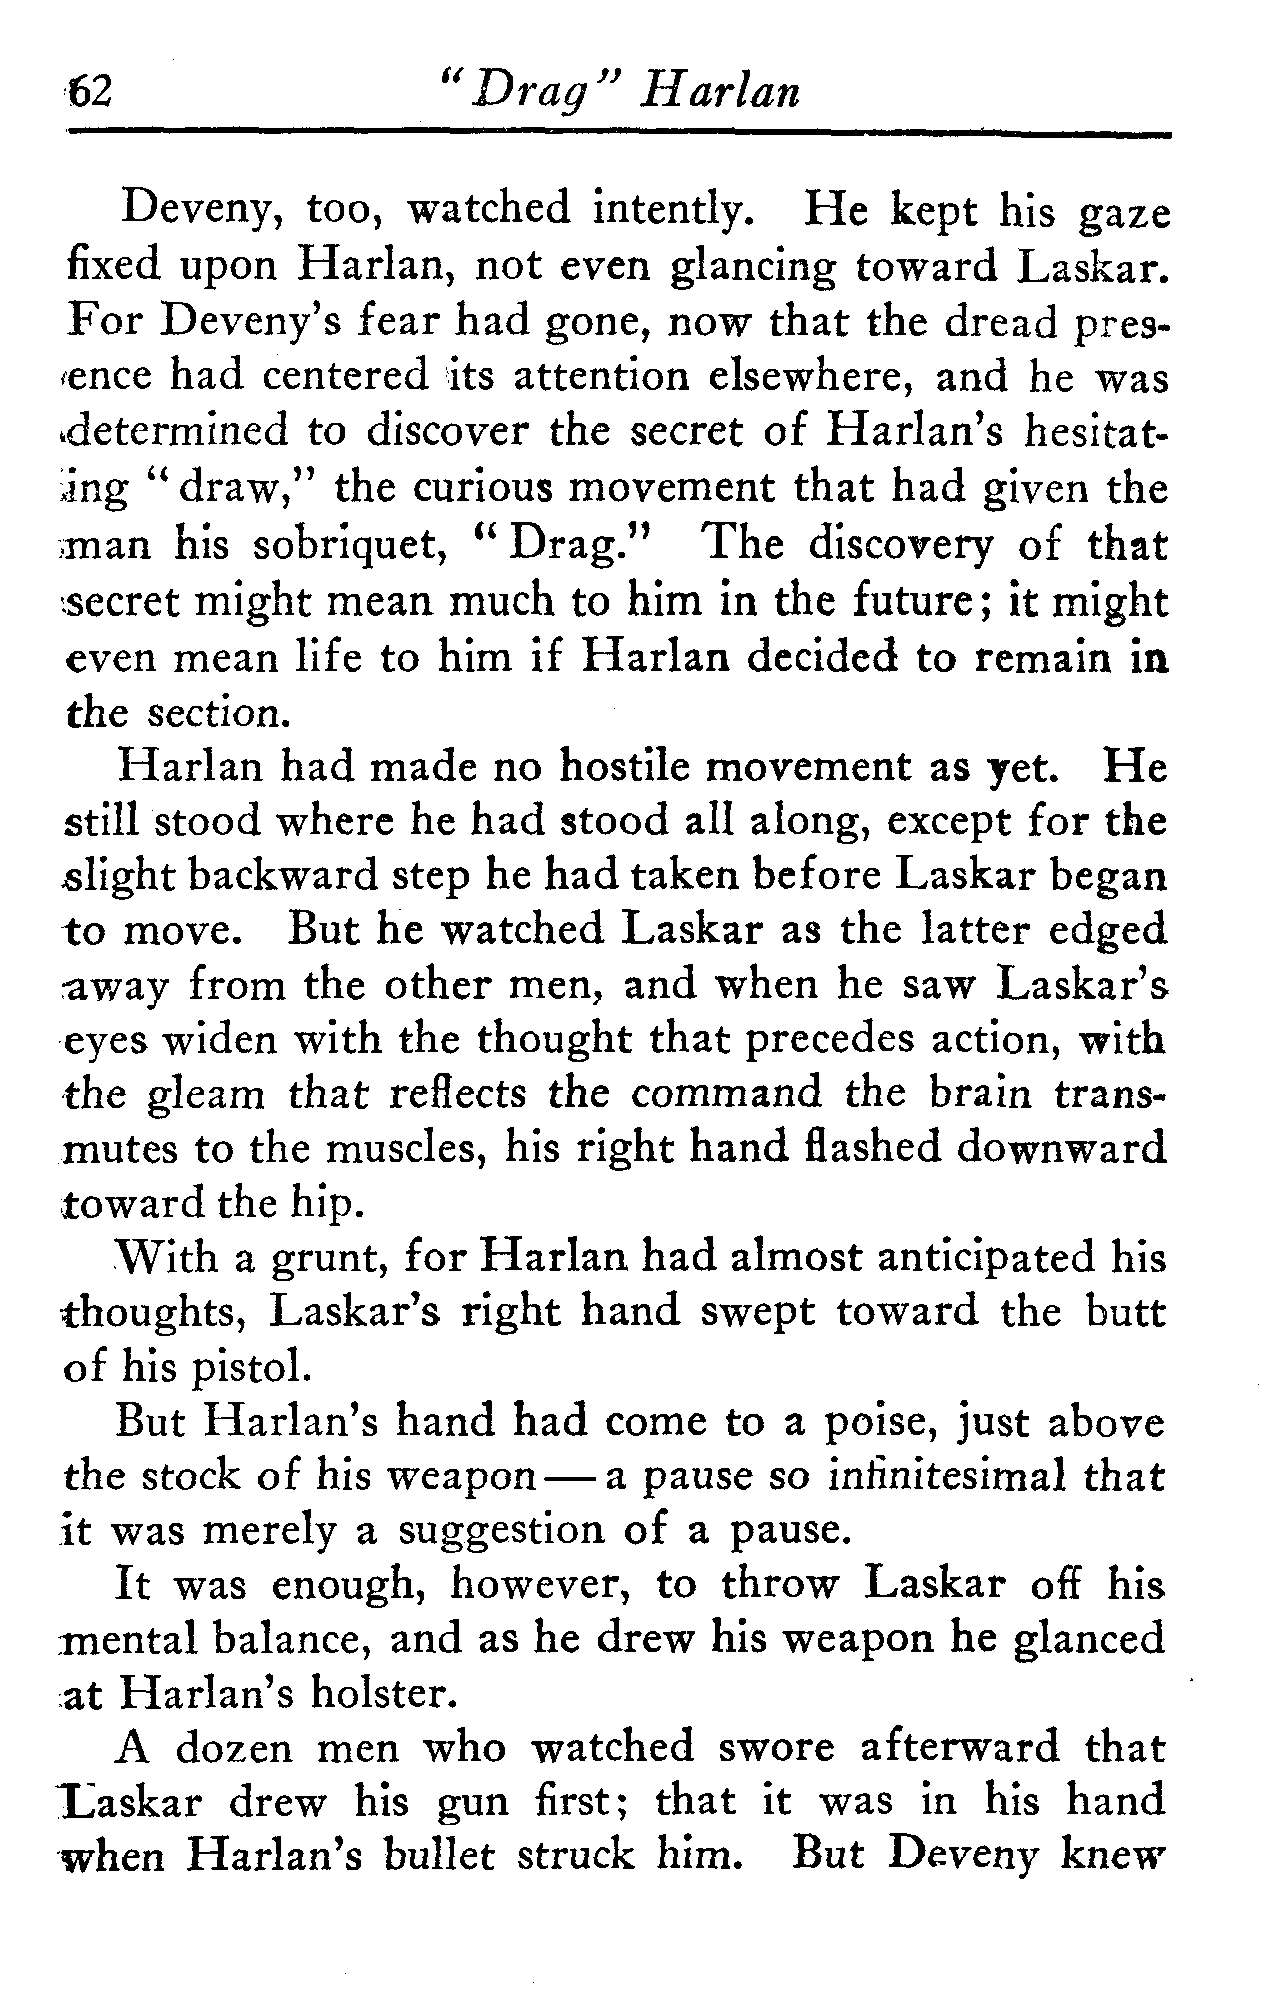 62 " Drag " Harlan
Deveny, too, watched intently. He kept his gaze
fixed upon Harlan, not even glancing toward Laskar.
For Deveny's fear had gone, now that the dread pres-
ence had centered its attention elsewhere, and he was
determined to discover the secret of Harlan's hesitat-
ing " draw," the curious movement that had given the
man his sobriquet, " Drag." The discovery of that
secret might mean much to him in the future; it might
even mean life to him if Harlan decided to remain in
the section.
Harlan had made no hostile movement as yet. He
still stood where he had stood all along, except for the
slight backward step he had taken before Laskar began
to move. But he watched Laskar as the latter edged
away from the other men, and when he saw Laskar's
eyes widen with the thought that precedes action, with
the gleam that reflects the command the brain trans-
mutes to the muscles, his right hand flashed downward
toward the hip.
With a grunt, for Harlan had almost anticipated his
thoughts, Laskar's right hand swept toward the butt
of his pistol.
But Harlan's hand had come to a poise, just above
the stock of his weapon — a pause so infinitesimal that
it was merely a suggestion of a pause.
It was enough, however, to throw Laskar off his
mental balance, and as he drew his weapon he glanced
at Harlan's holster.
A dozen men who watched swore afterward that
Laskar drew his gun first; that it was in his hand
when Harlan's bullet struck him. But Deveny knew